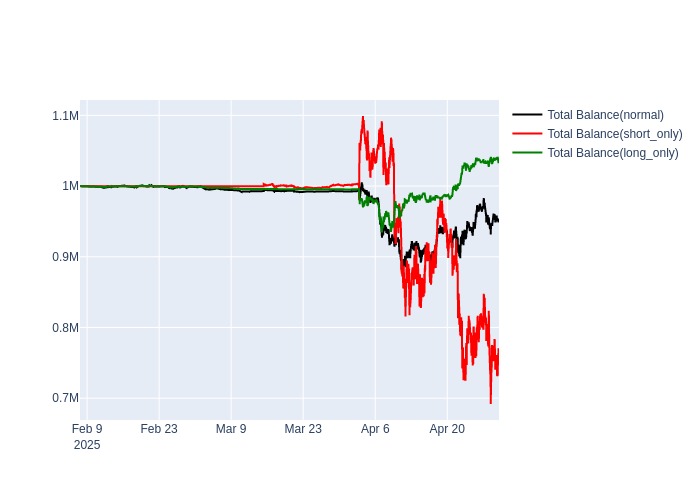 1.1M
1M
0.9M
0.8M
0.7M
Feb 9
2025
Feb 23
Mar 9
Mar 23
Apr 6
Apr 20
Total Balance(normal)
Total Balance(short_only)
Total Balance(long_only)